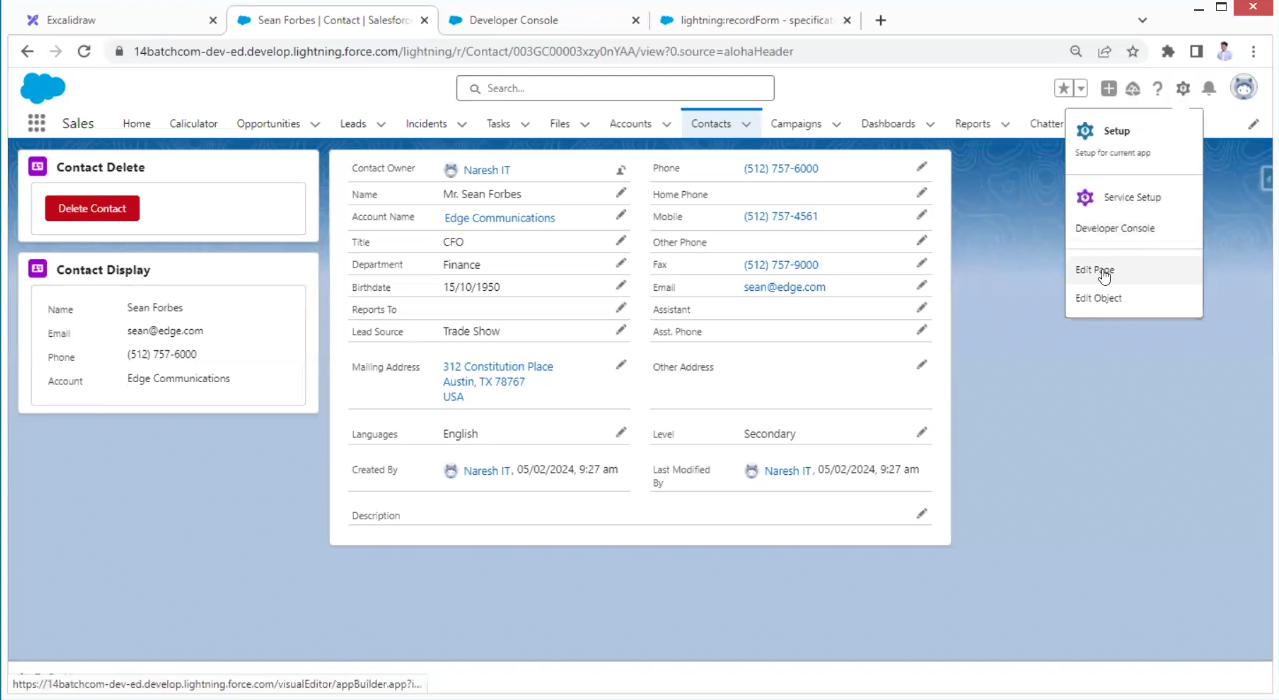 Excalidraw
Sean Forbes | Contact | Salesforc
Developer Console
lightning:recordForm - specificat
14batchcom-dev-ed.develop.lightning.force.com/lightning/r/Contact/003GC00003xzy0nYAA/view?0.source=alohaHeader
Search...
Sales Home Calculator Opportunities Leads Incidents Tasks Files Accounts Contacts Campaigns Dashboards Reports Chatter
Setup
Setup for current app
Service Setup
Developer Console
Edit Page
Edit Object
Contact Delete
Delete Contact
Contact Display
Name Sean Forbes
Email sean@edge.com
Phone (512) 757-6000
Account Edge Communications
Contact Owner Naresh IT Phone (512) 757-6000
Name Mr. Sean Forbes Home Phone
Account Name Edge Communications Mobile (512) 757-4561
Title CFO Other Phone
Department Finance Fax (512) 757-9000
Birthdate 15/10/1950 Email sean@edge.com
Reports To Assistant
Lead Source Trade Show Asst. Phone
Mailing Address 312 Constitution Place Other Address
Austin, TX 78767
USA
Languages English Level Secondary
Created By Naresh IT, 05/02/2024, 9:27 am Last Modified Naresh IT, 05/02/2024, 9:27 am
By
Description
https://14batchcom-dev-ed.develop.lightning.force.com/visualEditor/appBuilder.app?i...